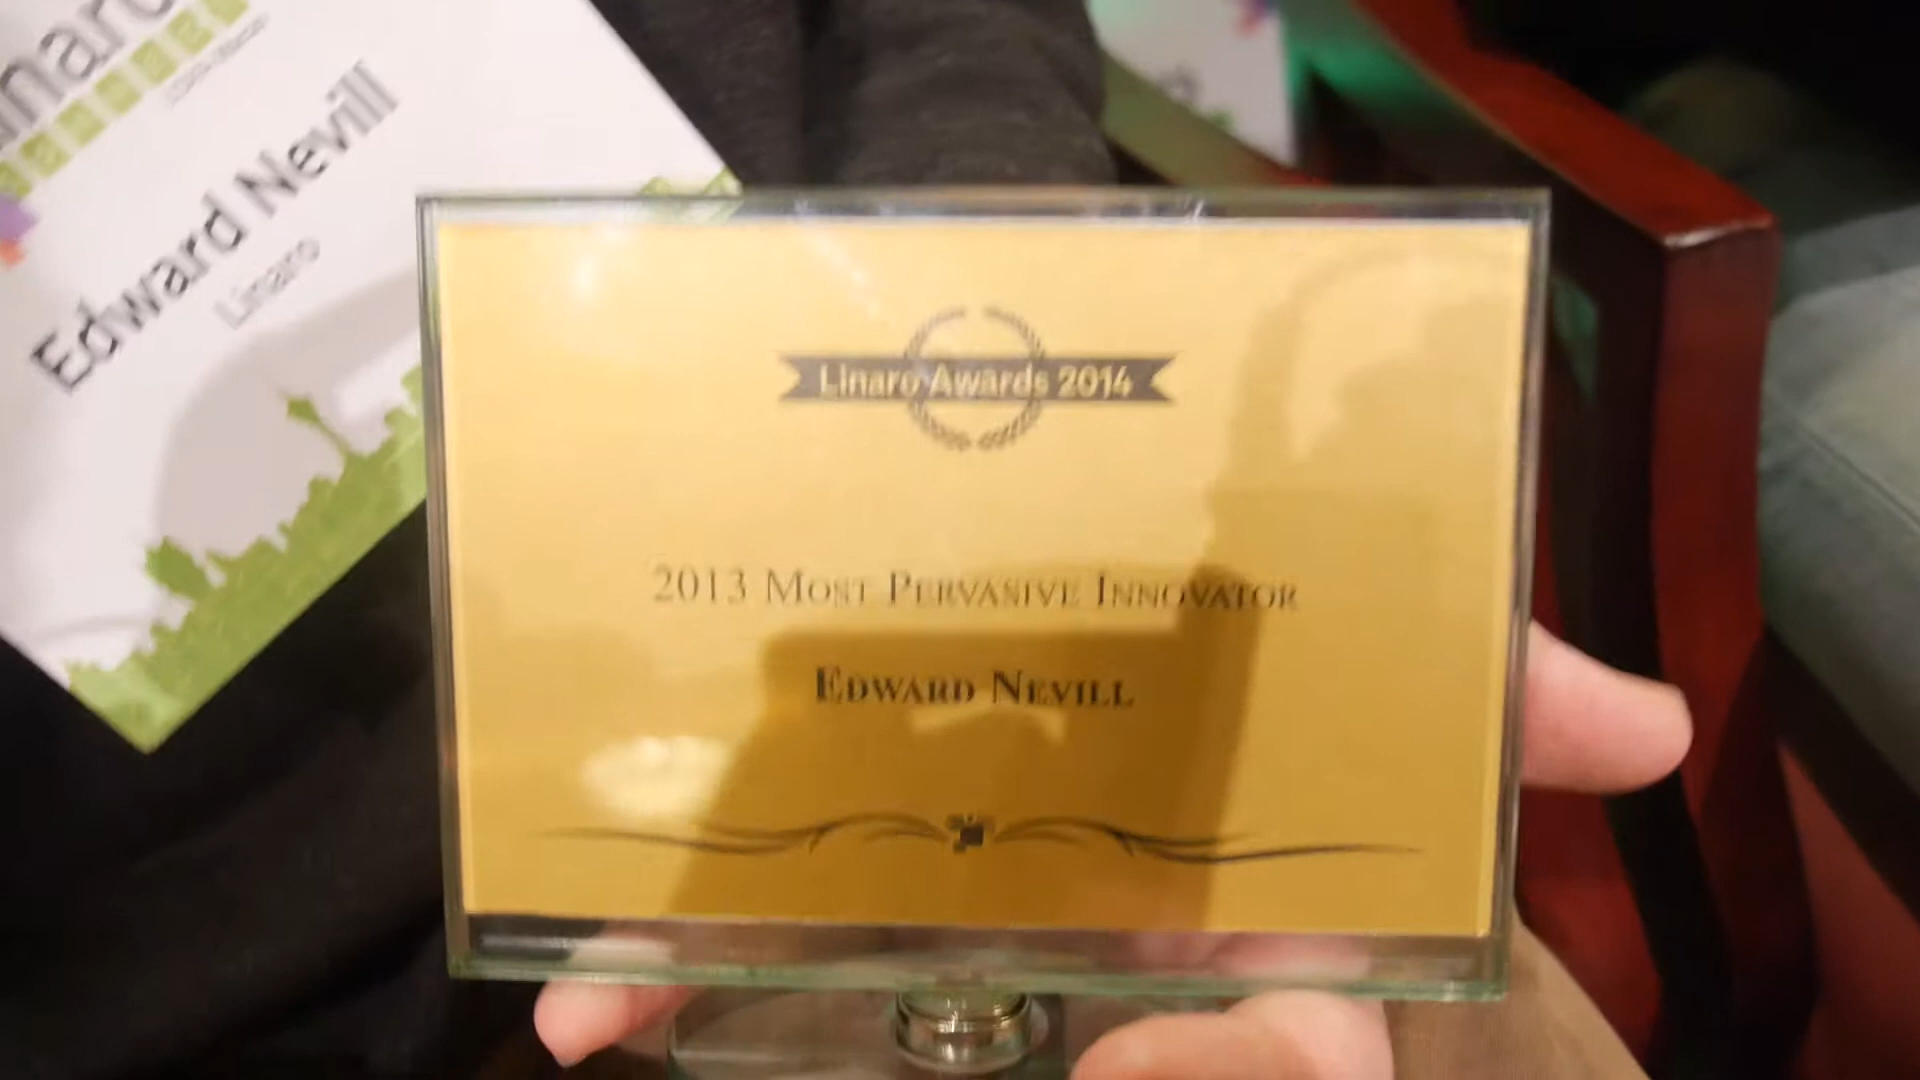 Edward Nevill
Linaro
Linaro Awards 2014
2013 Most Pervasive Innovator
Edward Nevill